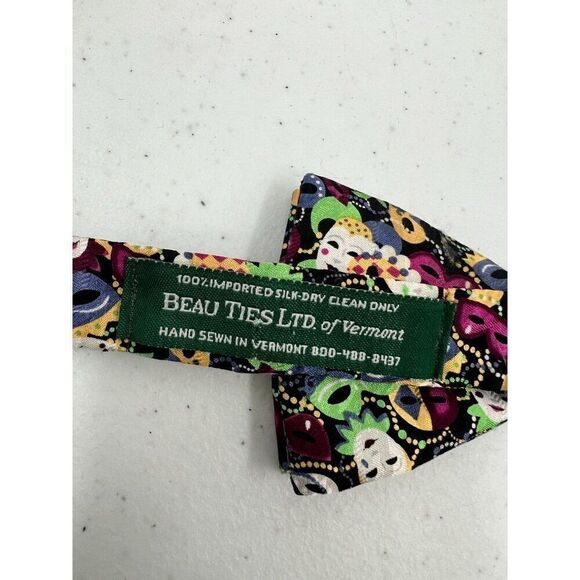 100% IMPORTED SILK-DRY CLEAN ONLY
BEAU TIES LTD. of Vermont
HAND SEWN IN VERMONT 800-488-8437